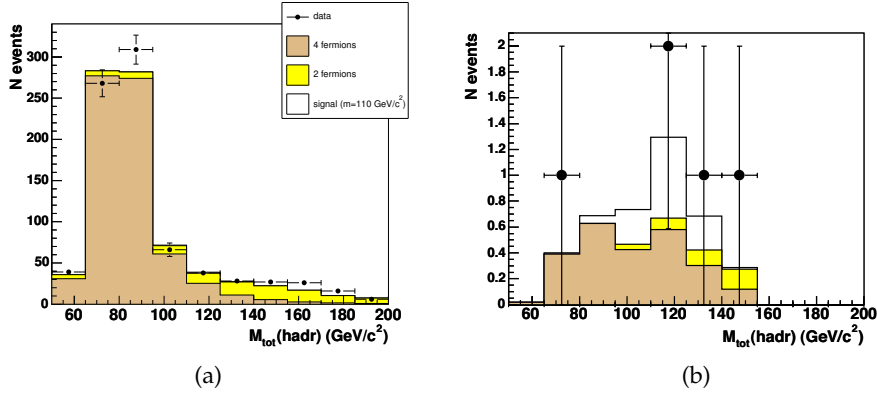 N events
300
250
200
150
100
50
0
60 80 100 120 140 160 180 200
M_tot(hadr) (GeV/c²)
data
4 fermions
2 fermions
signal (m=110 GeV/c²)
(a)
N events
2
1.8
1.6
1.4
1.2
1
0.8
0.6
0.4
0.2
0
60 80 100 120 140 160 180 200
M_tot(hadr) (GeV/c²)
(b)